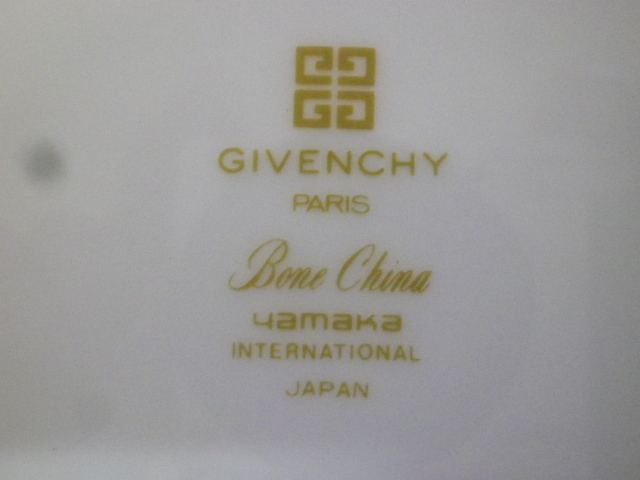 GIVENCHY
PARIS
Bone China
yamaka
INTERNATIONAL
JAPAN